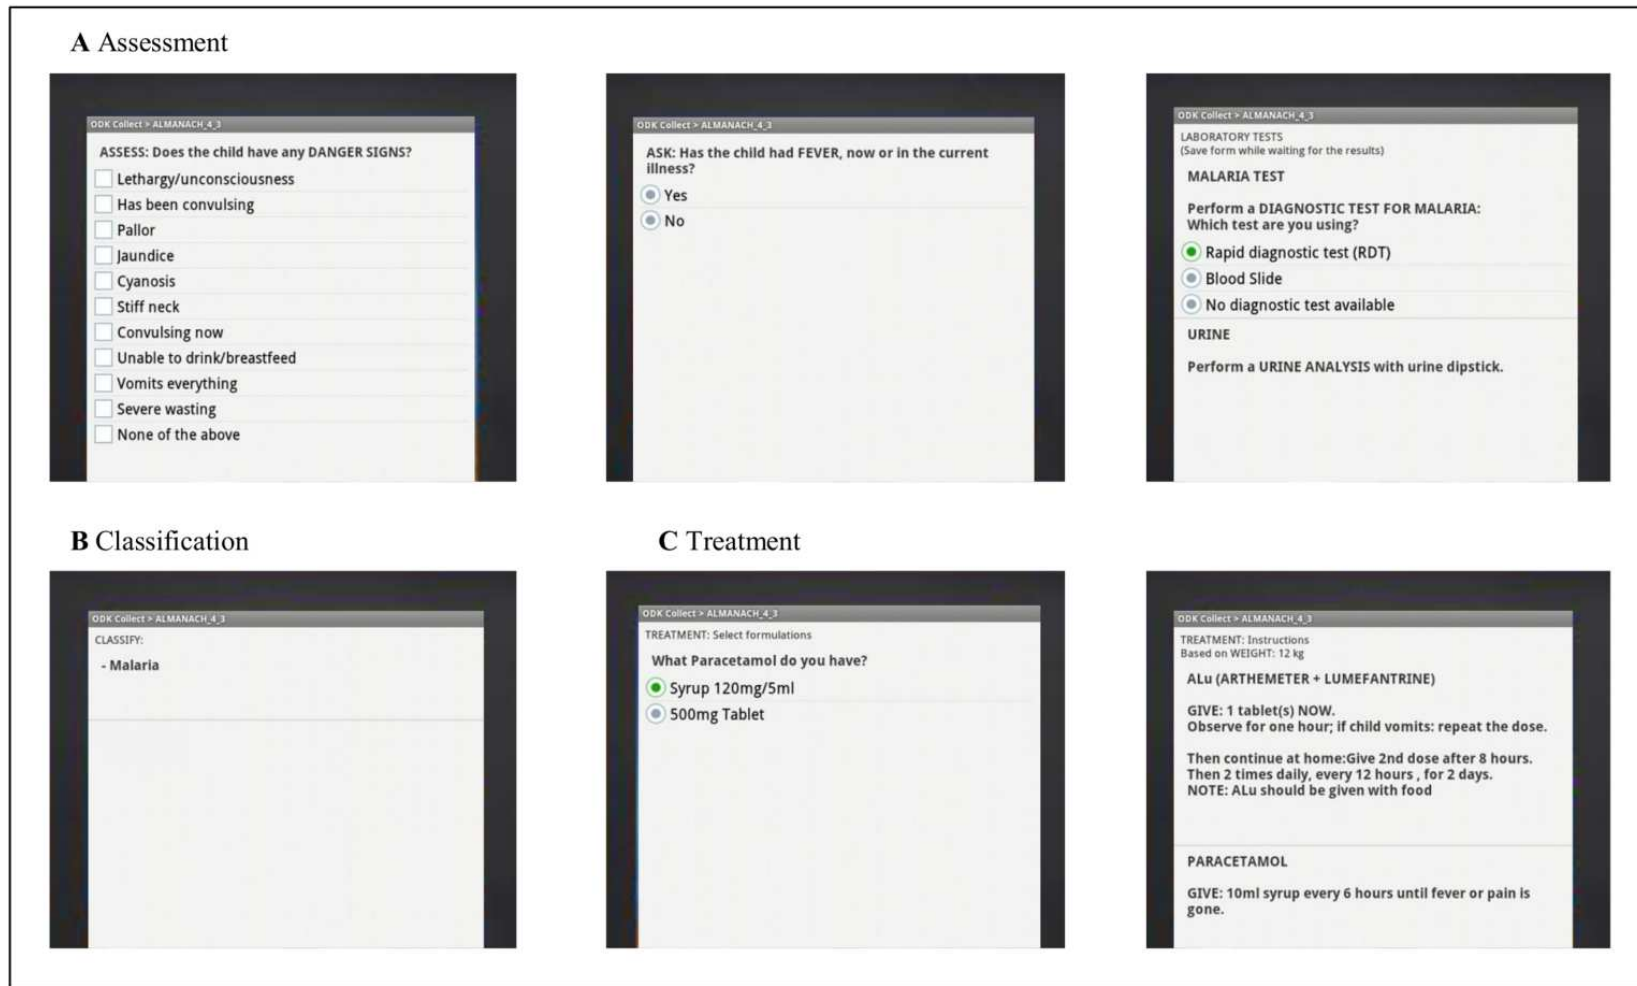 A Assessment
ODK Collect > ALMANACH_4_3
ASSESS: Does the child have any DANGER SIGNS?
Lethargy/unconsciousness
Has been convulsing
Pallor
Jaundice
Cyanosis
Stiff neck
Convulsing now
Unable to drink/breastfeed
Vomits everything
Severe wasting
None of the above
ODK Collect > ALMANACH_4_3
ASK: Has the child had FEVER, now or in the current
illness?
Yes
No
ODK Collect > ALMANACH_4_3
LABORATORY TESTS
(Save form while waiting for the results)
MALARIA TEST
Perform a DIAGNOSTIC TEST FOR MALARIA:
Which test are you using?
Rapid diagnostic test (RDT)
Blood Slide
No diagnostic test available
URINE
Perform a URINE ANALYSIS with urine dipstick.
B Classification
ODK Collect > ALMANACH_4_3
CLASSIFY:
- Malaria
C Treatment
ODK Collect > ALMANACH_4_3
TREATMENT: Select formulations
What Paracetamol do you have?
Syrup 120mg/5ml
500mg Tablet
ODK Collect > ALMANACH_4_3
TREATMENT: Instructions
Based on WEIGHT: 12 kg
ALu (ARTHEMETER + LUMEFANTRINE)
GIVE: 1 tablet(s) NOW.
Observe for one hour; if child vomits: repeat the dose.
Then continue at home:Give 2nd dose after 8 hours.
Then 2 times daily, every 12 hours , for 2 days.
NOTE: ALu should be given with food
PARACETAMOL
GIVE: 10ml syrup every 6 hours until fever or pain is
gone.